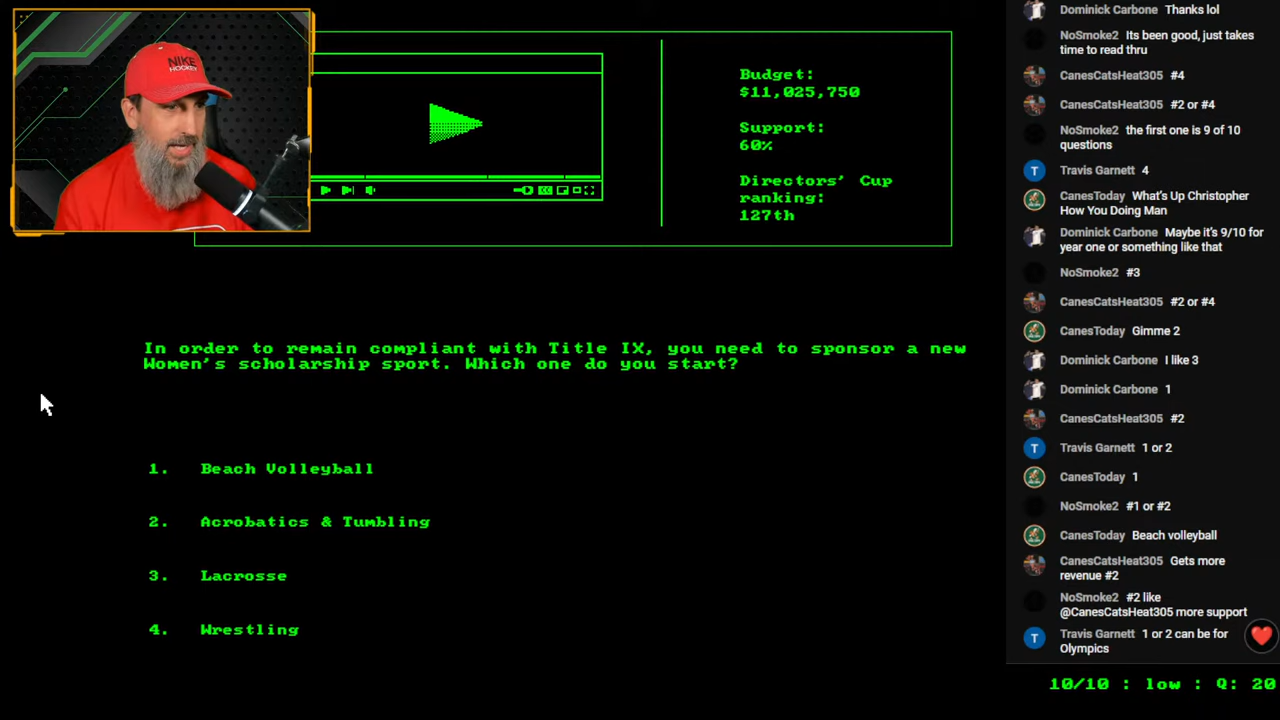 NIKE
HOCKEY
Budget:
$11,025,750
Support:
60%
Directors' Cup
ranking:
127th
In order to remain compliant with Title IX, you need to sponsor a new
Women's scholarship sport. Which one do you start?
1. Beach Volleyball
2. Acrobatics & Tumbling
3. Lacrosse
4. Wrestling
Dominick Carbone Thanks lol
NoSmoke2 Its been good, just takes
time to read thru
CanesCatsHeat305 #4
CanesCatsHeat305 #2 or #4
NoSmoke2 the first one is 9 of 10
questions
T Travis Garnett 4
CanesToday What's Up Christopher
How You Doing Man
Dominick Carbone Maybe it's 9/10 for
year one or something like that
NoSmoke2 #3
CanesCatsHeat305 #2 or #4
CanesToday Gimme 2
Dominick Carbone I like 3
Dominick Carbone 1
CanesCatsHeat305 #2
T Travis Garnett 1 or 2
CanesToday 1
NoSmoke2 #1 or #2
CanesToday Beach volleyball
CanesCatsHeat305 Gets more
revenue #2
NoSmoke2 #2 like
@CanesCatsHeat305 more support
T Travis Garnett 1 or 2 can be for
Olympics
10/10 : low : Q: 20